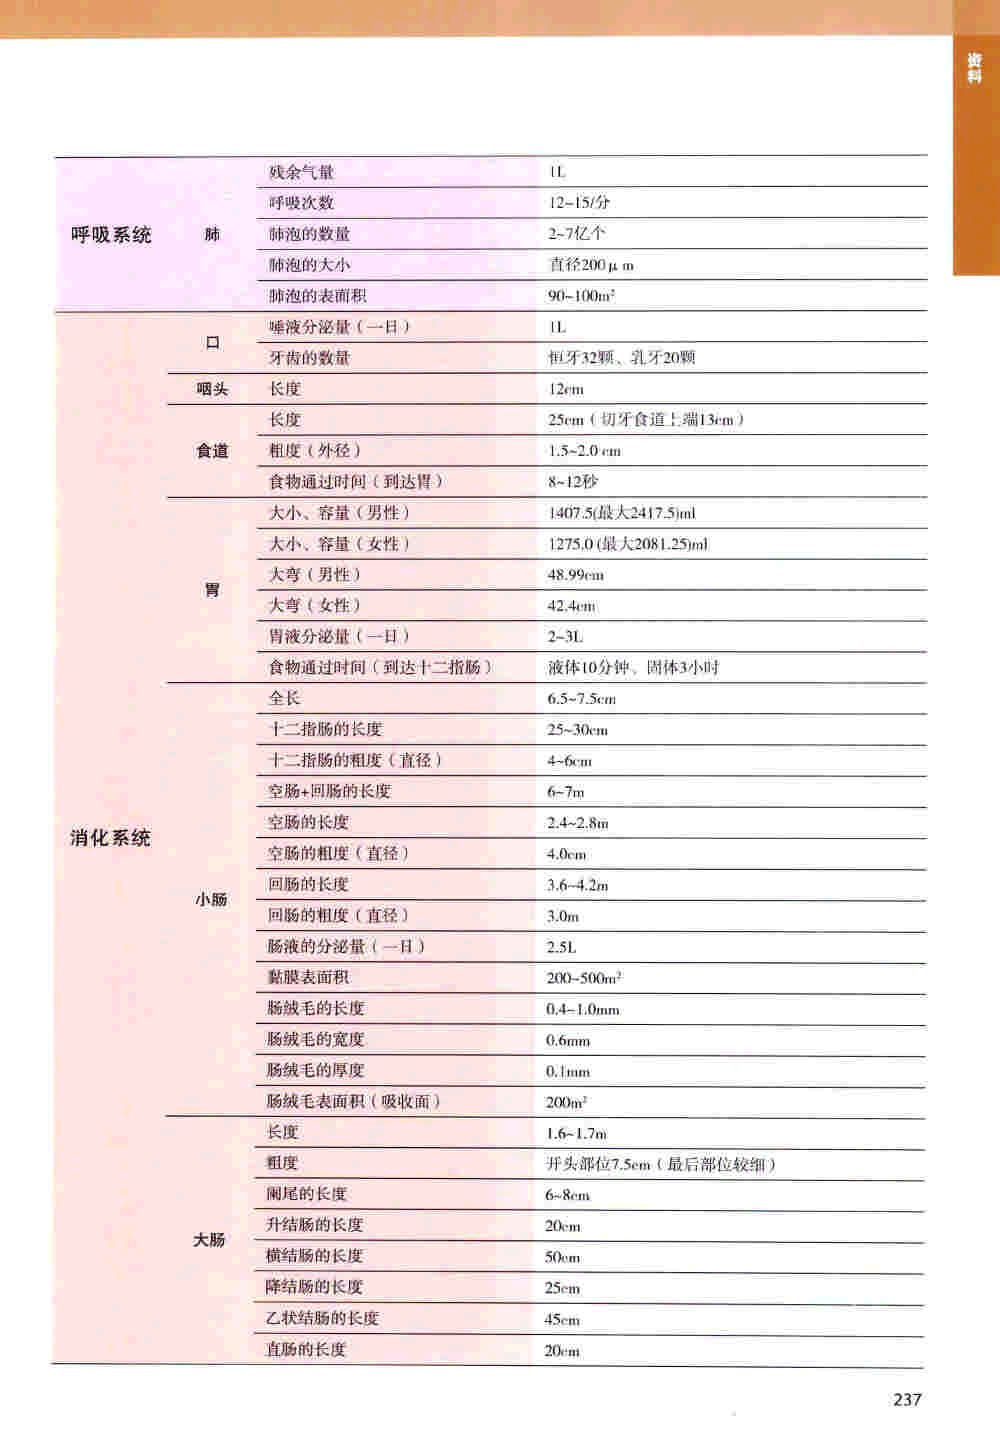 资料
残余气量 1L
呼吸次数 12~15/分
呼吸系统 肺 肺泡的数量 2~7亿个
肺泡的大小 直径200μm
肺泡的表面积 90~100m²
口 唾液分泌量（一日） 1L
牙齿的数量 恒牙32颗、乳牙20颗
咽头 长度 12cm
长度 25cm（切牙食道上端13cm）
食道 粗度（外径） 1.5~2.0cm
食物通过时间（到达胃） 8~12秒
大小、容量（男性） 1407.5(最大2417.5)ml
大小、容量（女性） 1275.0(最大2081.25)ml
胃 大弯（男性） 48.99cm
大弯（女性） 42.4cm
胃液分泌量（一日） 2~3L
食物通过时间（到达十二指肠） 液体10分钟、固体3小时
全长 6.5~7.5cm
十二指肠的长度 25~30cm
十二指肠的粗度（直径） 4~6cm
空肠+回肠的长度 6~7m
消化系统 空肠的长度 2.4~2.8m
空肠的粗度（直径） 4.0cm
小肠 回肠的长度 3.6~4.2m
回肠的粗度（直径） 3.0m
肠液的分泌量（一日） 2.5L
黏膜表面积 200~500m²
肠绒毛的长度 0.4~1.0mm
肠绒毛的宽度 0.6mm
肠绒毛的厚度 0.1mm
肠绒毛表面积（吸收面） 200m²
长度 1.6~1.7m
粗度 开头部位7.5cm（最后部位较细）
阑尾的长度 6~8cm
大肠 升结肠的长度 20cm
横结肠的长度 50cm
降结肠的长度 25cm
乙状结肠的长度 45cm
直肠的长度 20cm
237